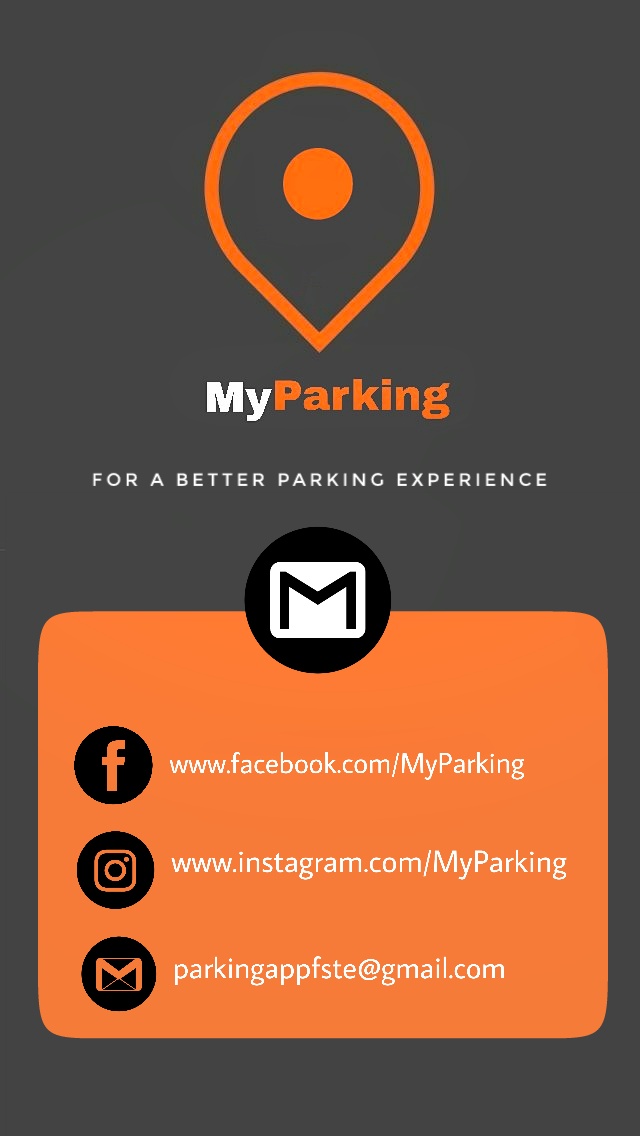 MyParking
FOR A BETTER PARKING EXPERIENCE
www.facebook.com/MyParking
www.instagram.com/MyParking
parkingappfste@gmail.com